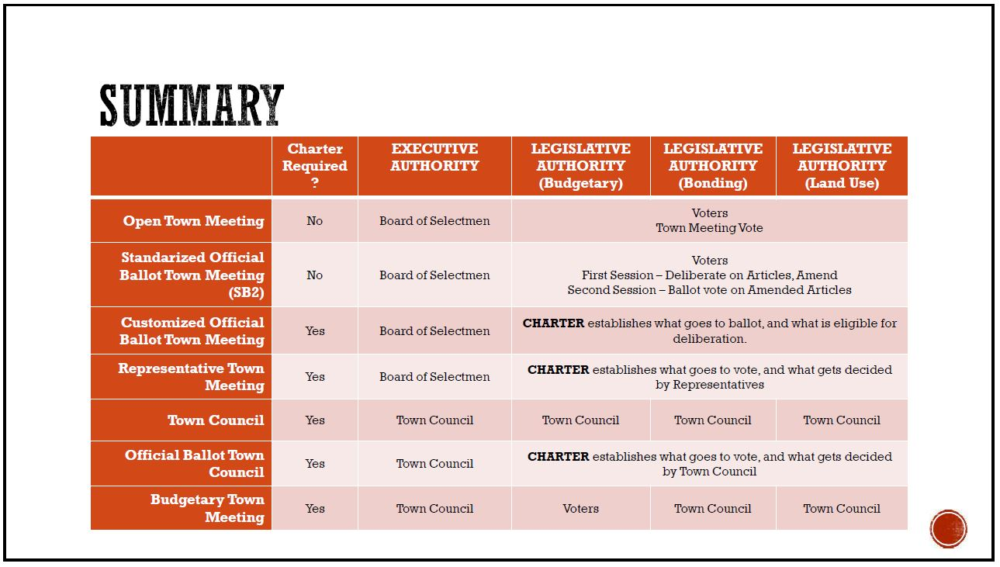 SUMMARY
Charter
Required
?
EXECUTIVE
AUTHORITY
LEGISLATIVE
AUTHORITY
(Budgetary)
LEGISLATIVE
AUTHORITY
(Bonding)
LEGISLATIVE
AUTHORITY
(Land Use)
Open Town Meeting
No
Board of Selectmen
Voters
Town Meeting Vote
Standarized Official
Ballot Town Meeting
(SB2)
No
Board of Selectmen
Voters
First Session – Deliberate on Articles, Amend
Second Session – Ballot vote on Amended Articles
Customized Official
Ballot Town Meeting
Yes
Board of Selectmen
CHARTER establishes what goes to ballot, and what is eligible for
deliberation.
Representative Town
Meeting
Yes
Board of Selectmen
CHARTER establishes what goes to vote, and what gets decided
by Representatives
Town Council
Yes
Town Council
Town Council
Town Council
Town Council
Official Ballot Town
Council
Yes
Town Council
CHARTER establishes what goes to vote, and what gets decided
by Town Council
Budgetary Town
Meeting
Yes
Town Council
Voters
Town Council
Town Council